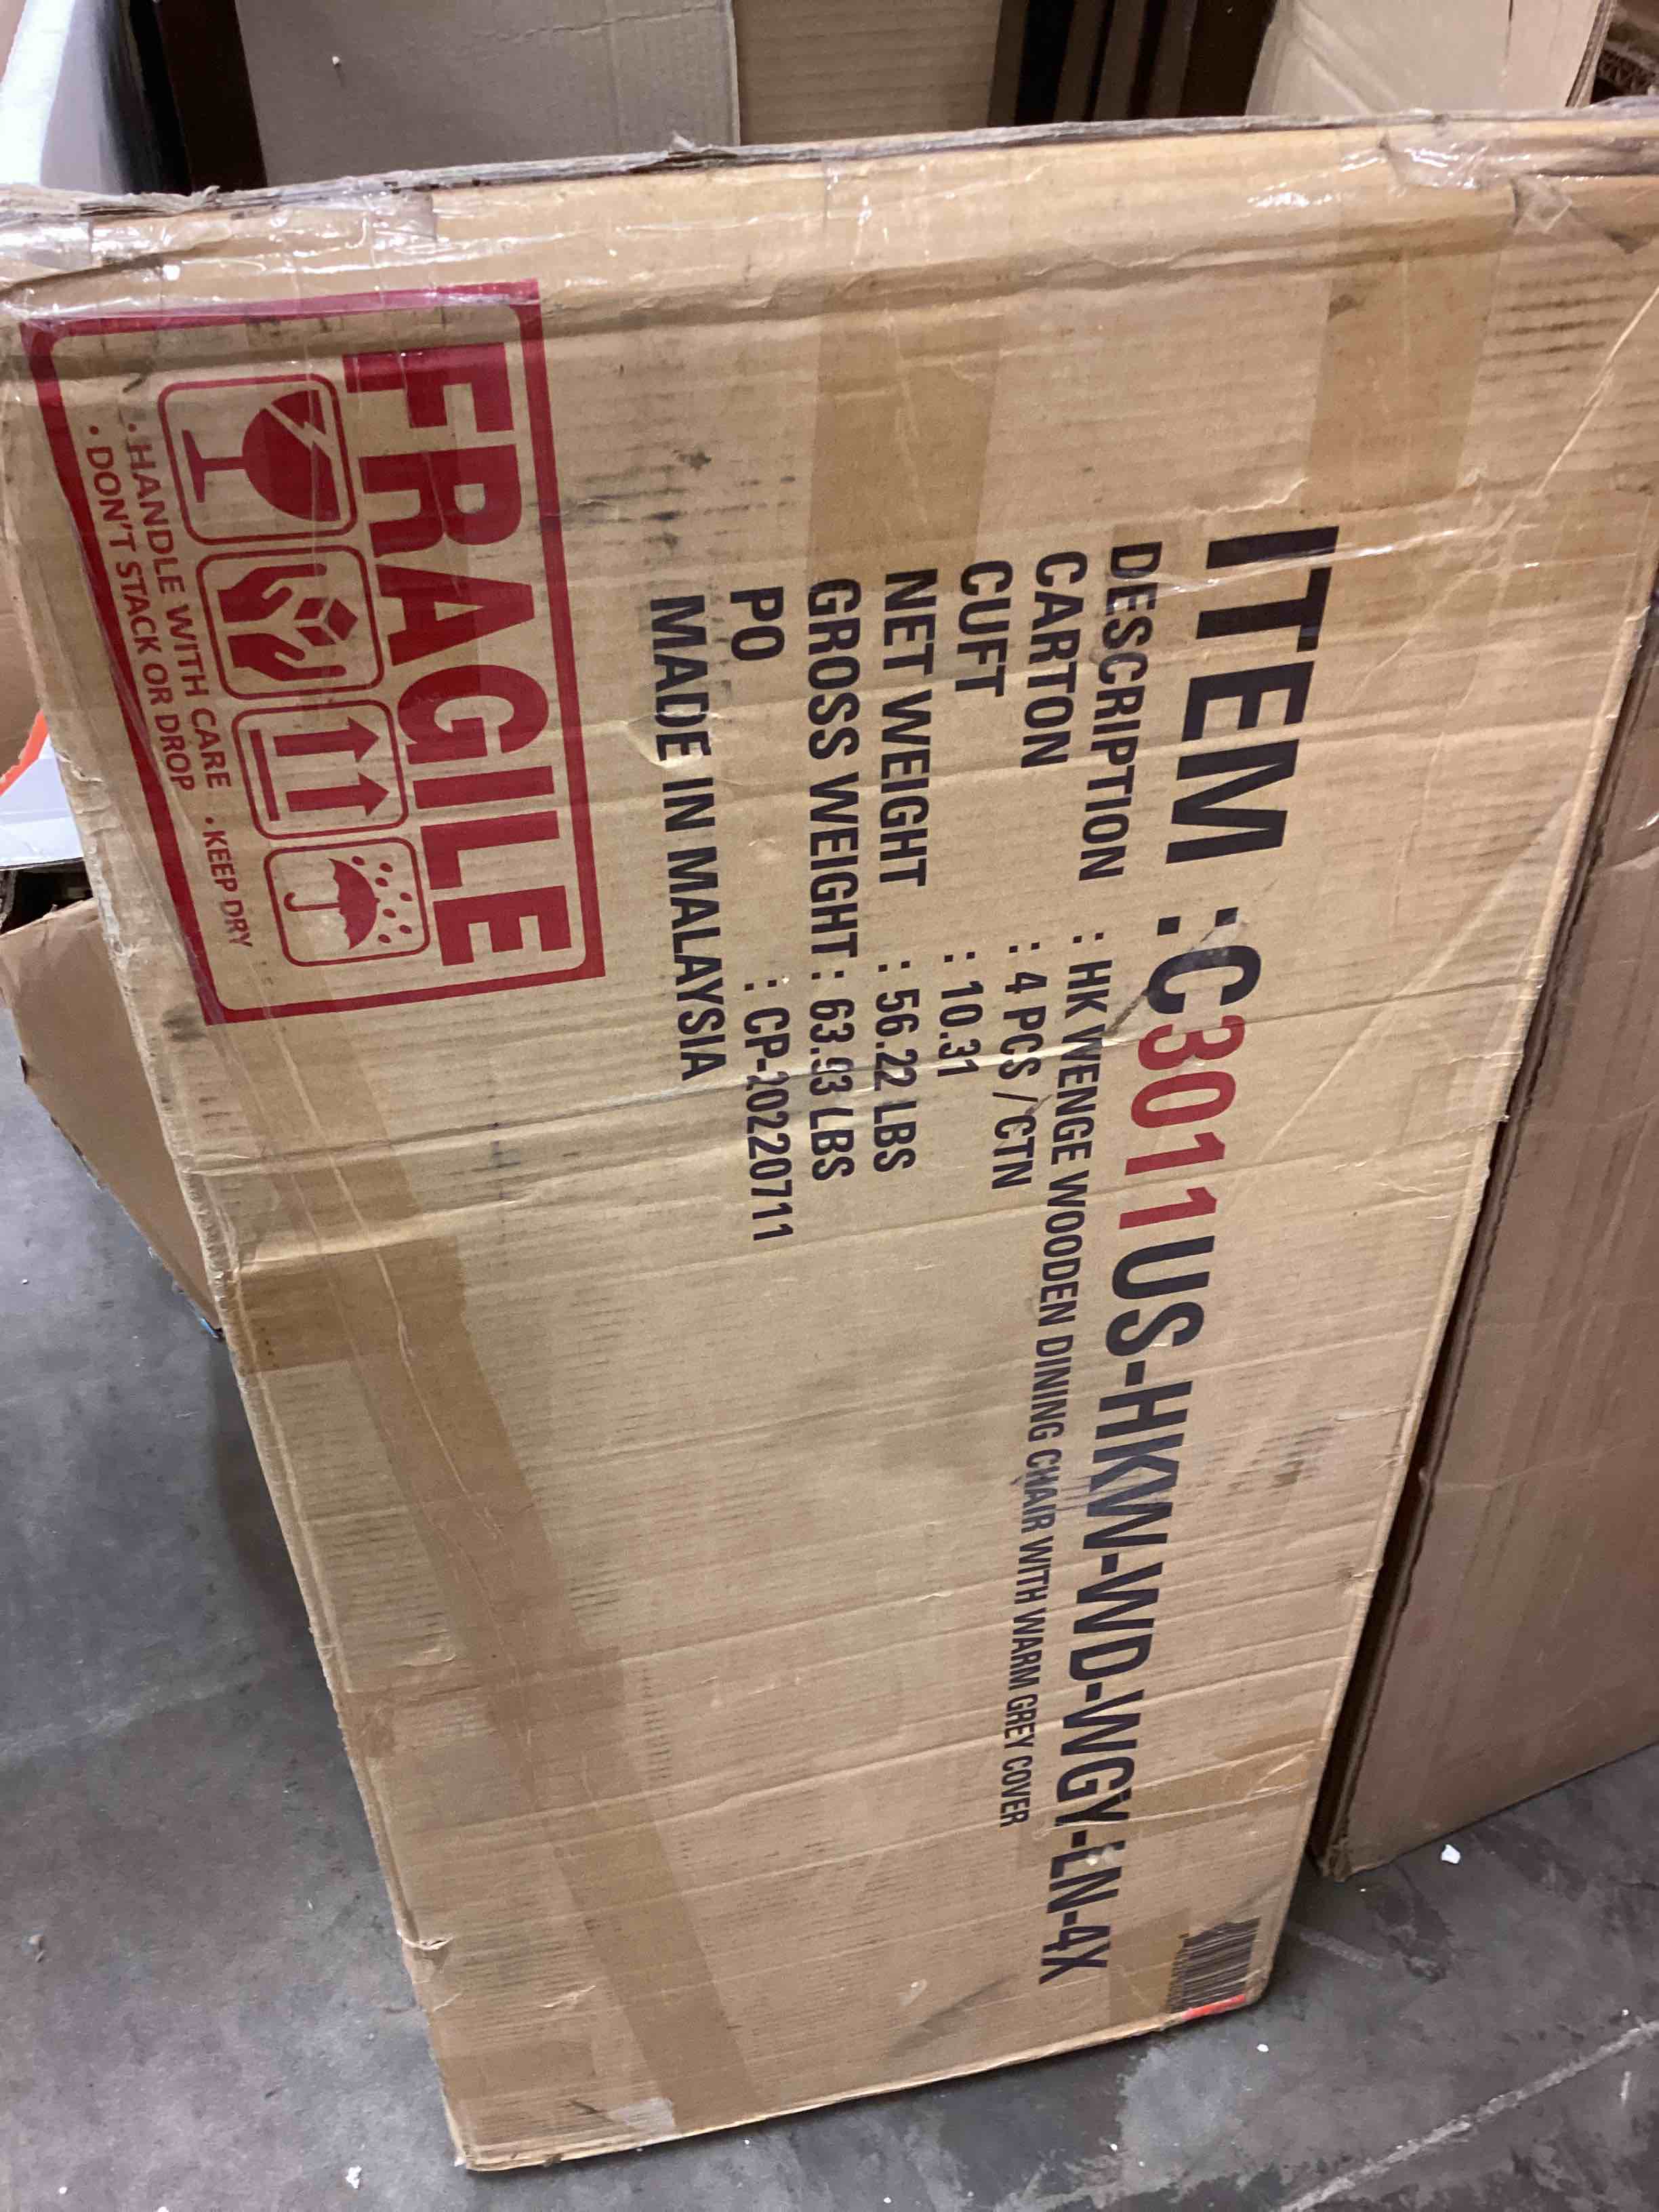 ITEM : C3011US-HKW-WD-WGY-LN-4X
DESCRIPTION : HK WENGE WOODEN DINING CHAIR WITH WARM GREY COVER
CARTON : 4 PCS / CTN
CUFT : 10.31
NET WEIGHT : 56.22 LBS
GROSS WEIGHT : 63.93 LBS
PO : CP-20220711
MADE IN MALAYSIA
FRAGILE
• HANDLE WITH CARE • KEEP DRY
• DON'T STACK OR DROP